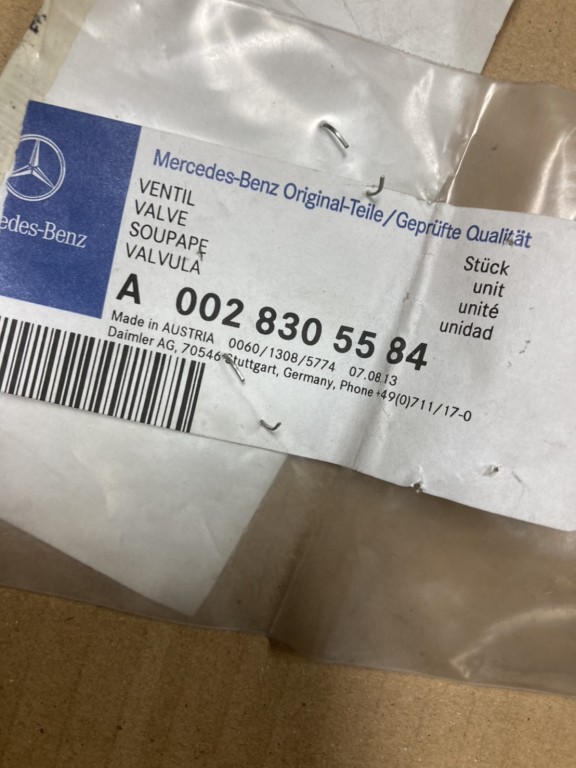 Mercedes-Benz Original-Teile/Geprüfte Qualität
edes-Benz
VENTIL
VALVE
SOUPAPE
VALVULA
Stück
unit
unité
unidad
A 002 830 55 84
Made in AUSTRIA 0060/1308/5774 07.08.13
Daimler AG, 70546 Stuttgart, Germany, Phone +49(0)711/17-0